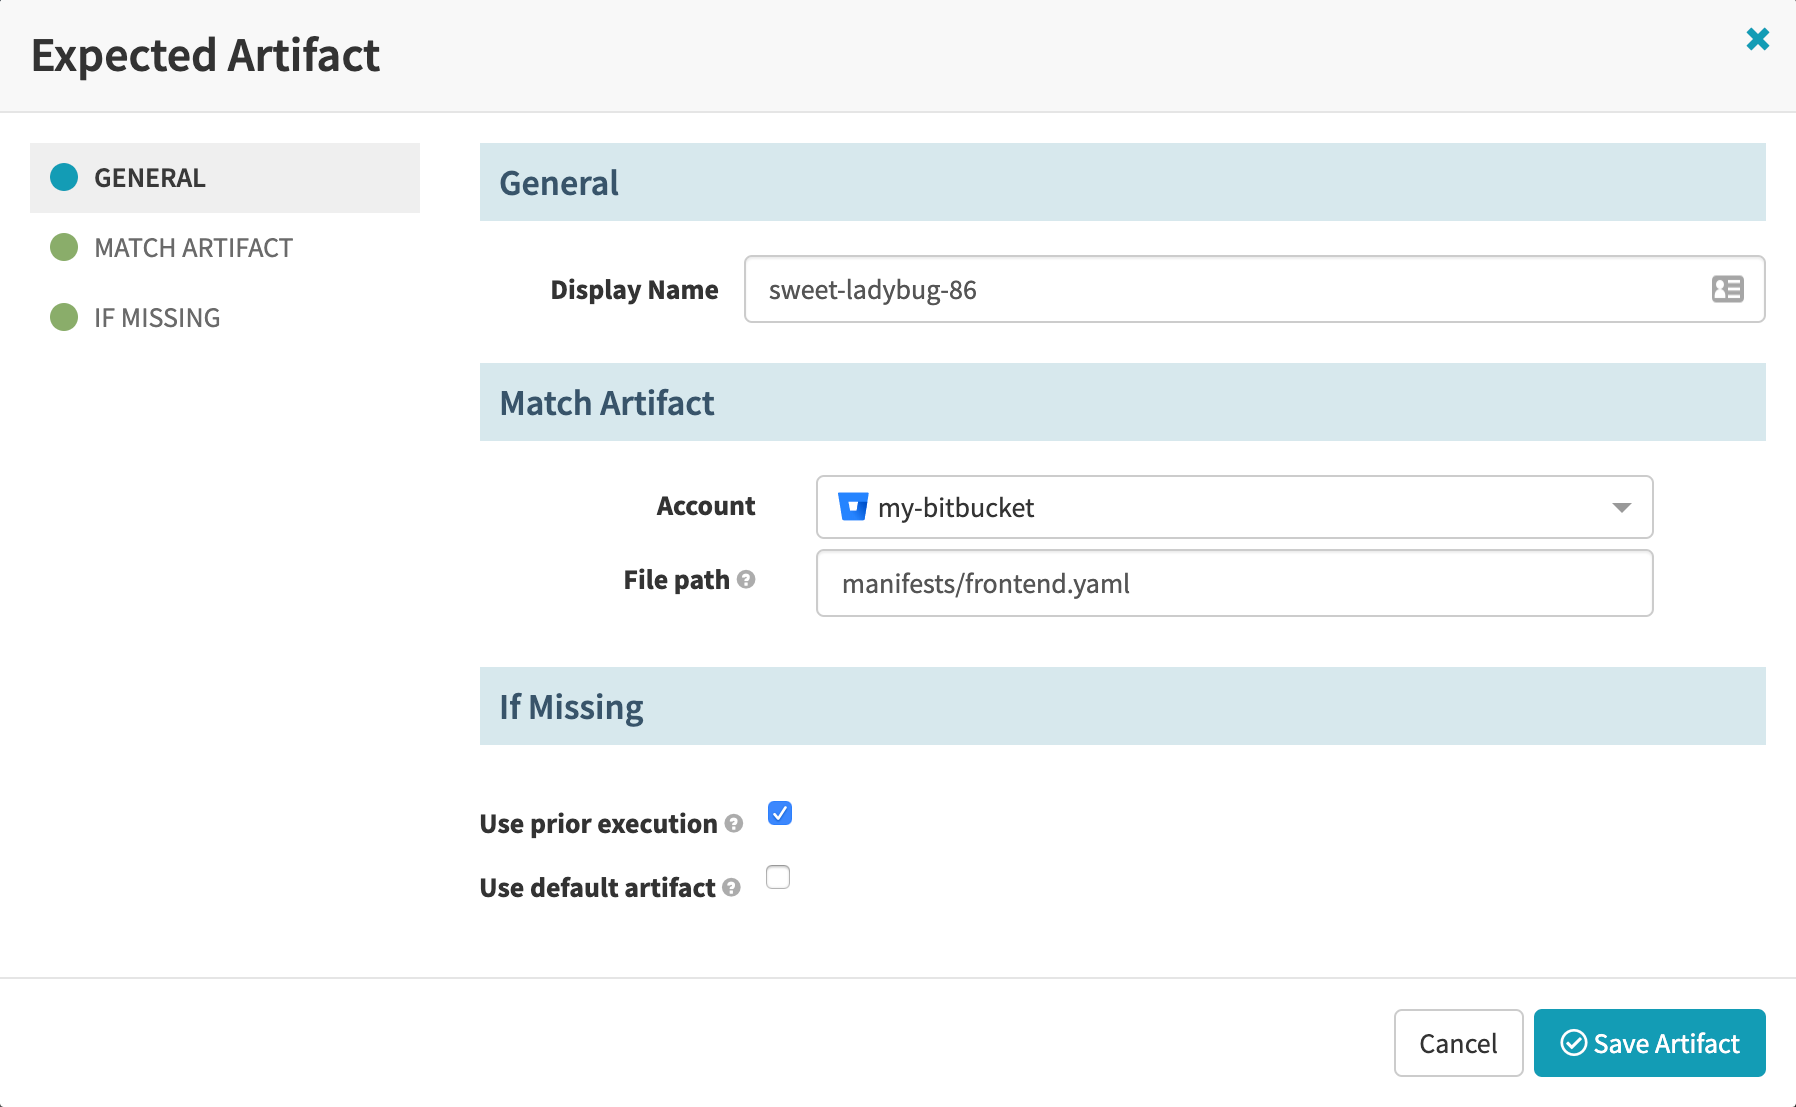 Expected Artifact
GENERAL
MATCH ARTIFACT
IF MISSING
General
Display Name sweet-ladybug-86
Match Artifact
Account my-bitbucket
File path manifests/frontend.yaml
If Missing
Use prior execution
Use default artifact
Cancel Save Artifact